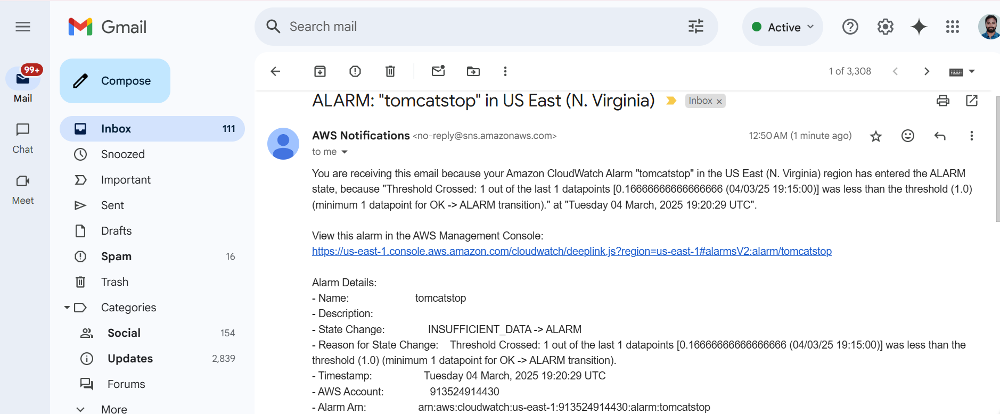 Gmail
Search mail
Active
99+
Mail
Chat
Meet
Compose
Inbox 111
Snoozed
Important
Sent
Drafts
Spam 16
Trash
Categories
Social 154
Updates 2,839
Forums
More
1 of 3,308
ALARM: "tomcatstop" in US East (N. Virginia) Inbox x
AWS Notifications <no-reply@sns.amazonaws.com> 12:50 AM (1 minute ago)
to me
You are receiving this email because your Amazon CloudWatch Alarm "tomcatstop" in the US East (N. Virginia) region has entered the ALARM
state, because "Threshold Crossed: 1 out of the last 1 datapoints [0.16666666666666666 (04/03/25 19:15:00)] was less than the threshold (1.0)
(minimum 1 datapoint for OK -> ALARM transition)." at "Tuesday 04 March, 2025 19:20:29 UTC".
View this alarm in the AWS Management Console:
https://us-east-1.console.aws.amazon.com/cloudwatch/deeplink.js?region=us-east-1#alarmsV2:alarm/tomcatstop
Alarm Details:
- Name: tomcatstop
- Description:
- State Change: INSUFFICIENT_DATA -> ALARM
- Reason for State Change: Threshold Crossed: 1 out of the last 1 datapoints [0.16666666666666666 (04/03/25 19:15:00)] was less than the
threshold (1.0) (minimum 1 datapoint for OK -> ALARM transition).
- Timestamp: Tuesday 04 March, 2025 19:20:29 UTC
- AWS Account: 913524914430
- Alarm Arn: arn:aws:cloudwatch:us-east-1:913524914430:alarm:tomcatstop